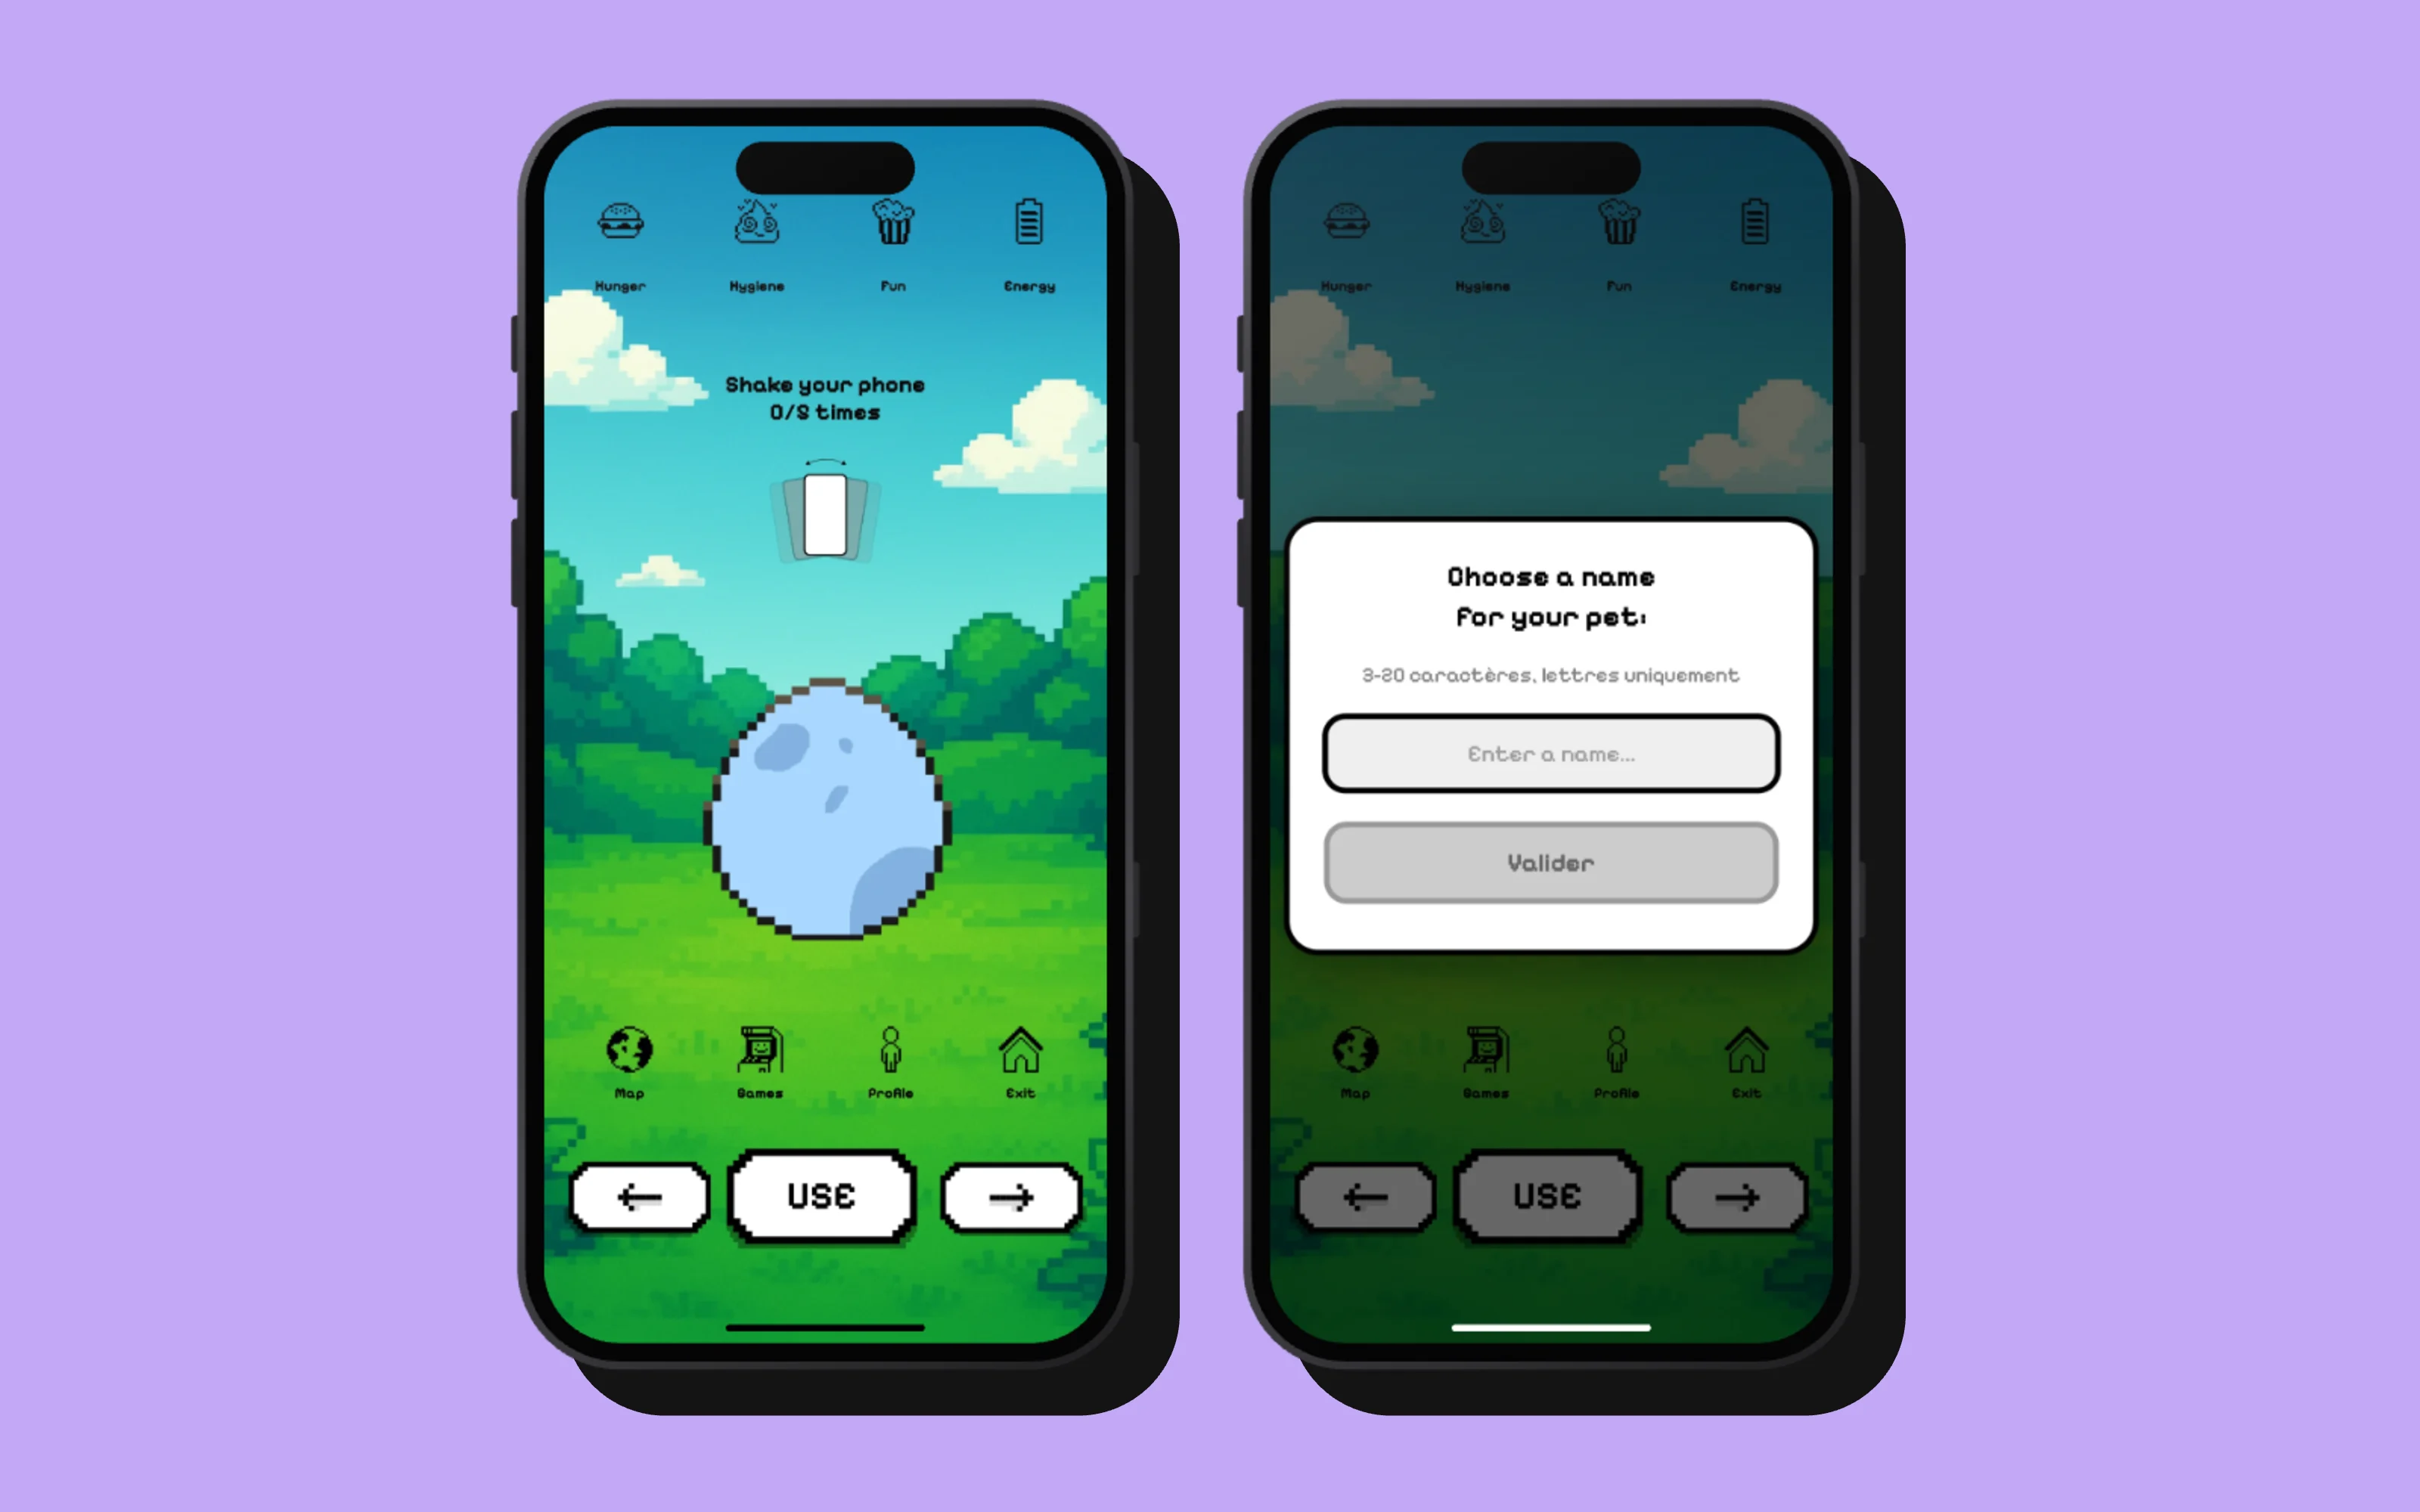 Hunger Hygiene Fun Energy
Shake your phone
0/8 times
Map Games Profile Exit
USE
Hunger Hygiene Fun Energy
Choose a name
for your pet:
3-20 caractères, lettres uniquement
Enter a name...
Valider
Map Games Profile Exit
USE